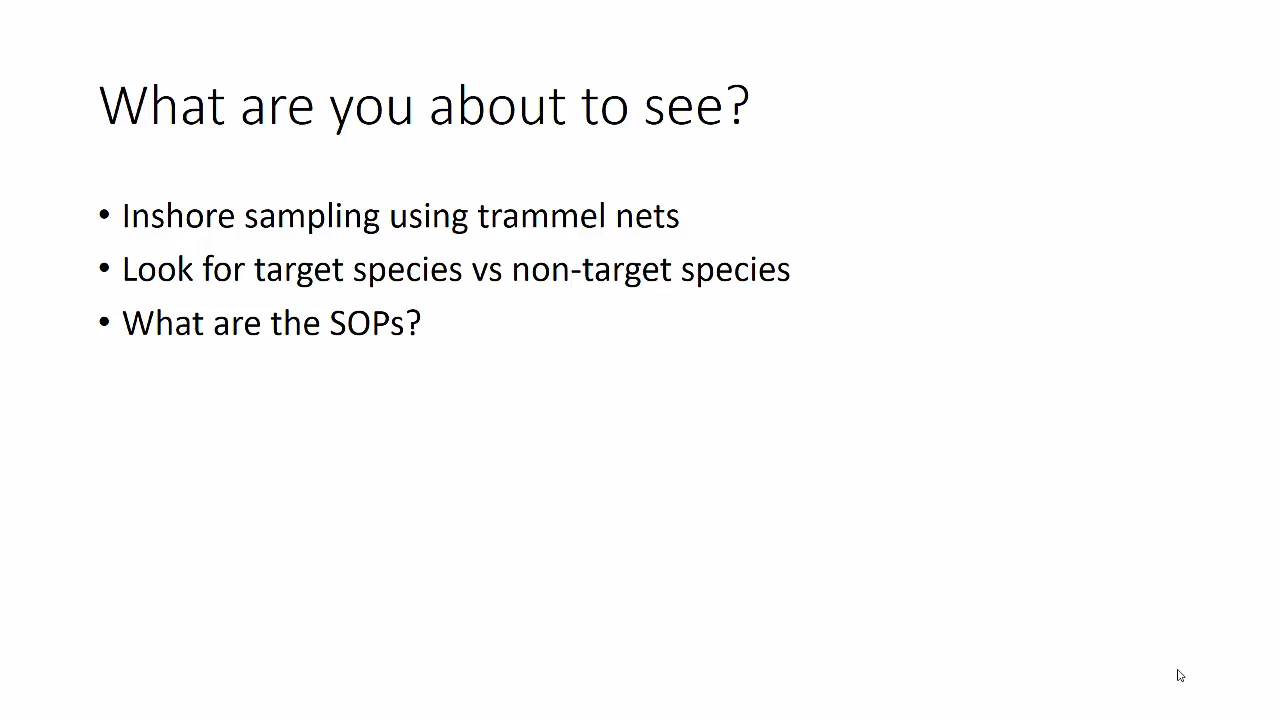 What are you about to see?
• Inshore sampling using trammel nets
• Look for target species vs non-target species
• What are the SOPs?